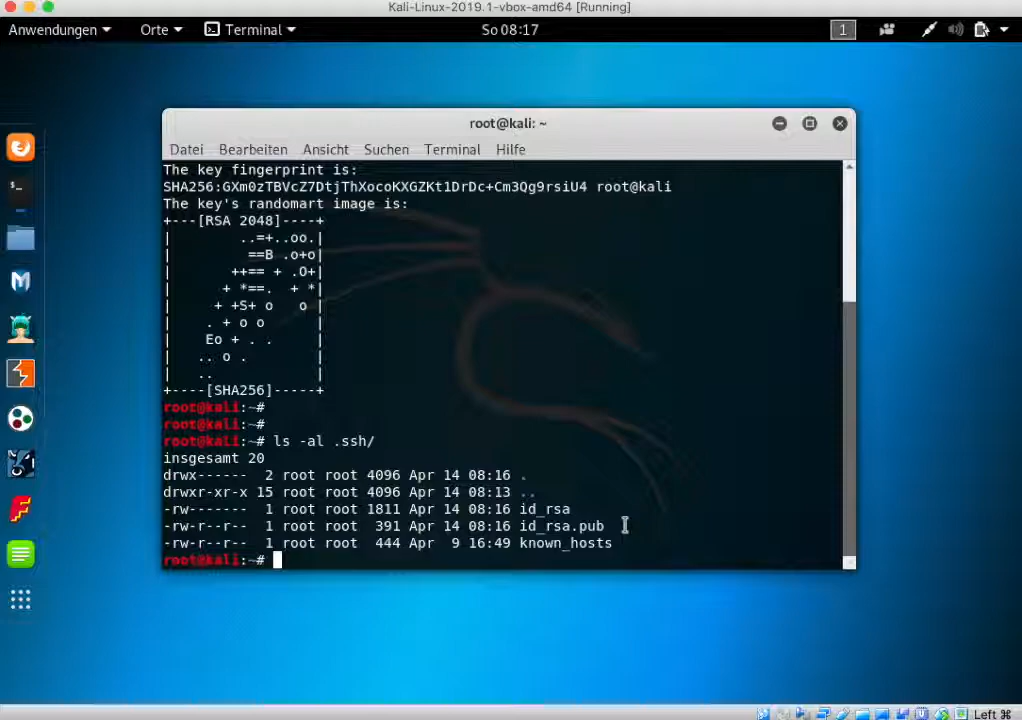 Kali-Linux-2019.1-vbox-amd64 [Running]
Anwendungen Orte Terminal So 08:17 1
root@kali: ~
Datei Bearbeiten Ansicht Suchen Terminal Hilfe
The key fingerprint is:
SHA256:GXm0zTBVcZ7DtjThXocoKXGZKt1DrDc+Cm3Qg9rsiU4 root@kali
The key's randomart image is:
+---[RSA 2048]----+
|        ..=+..oo.|
|         ==B .o+o|
|       ++== + .O+|
|      + *==.  + *|
|     + +S+ o   o |
|    . + o o      |
|    Eo + . .     |
|   .. o .        |
|   ..            |
+----[SHA256]-----+
root@kali:~#
root@kali:~#
root@kali:~# ls -al .ssh/
insgesamt 20
drwx------  2 root root 4096 Apr 14 08:16 .
drwxr-xr-x 15 root root 4096 Apr 14 08:13 ..
-rw-------  1 root root 1811 Apr 14 08:16 id_rsa
-rw-r--r--  1 root root  391 Apr 14 08:16 id_rsa.pub
-rw-r--r--  1 root root  444 Apr  9 16:49 known_hosts
root@kali:~#
Left ⌘